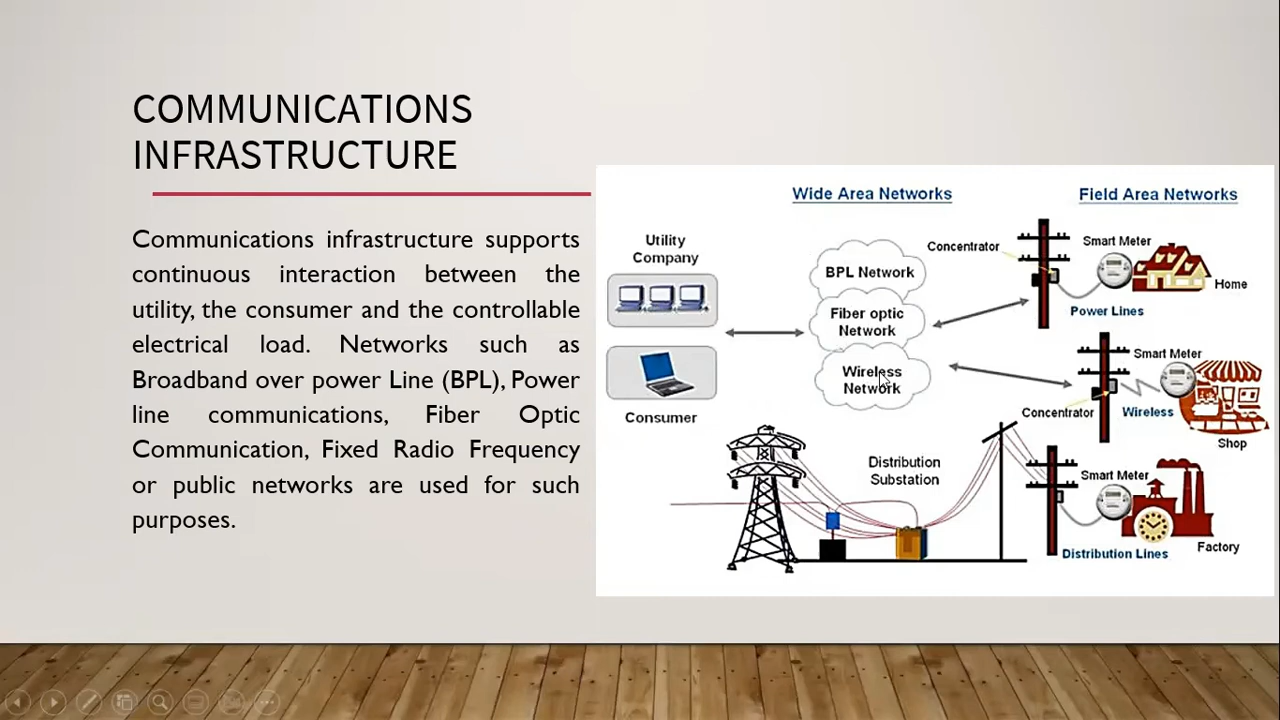 COMMUNICATIONS
INFRASTRUCTURE
Communications infrastructure supports
continuous interaction between the
utility, the consumer and the controllable
electrical load. Networks such as
Broadband over power Line (BPL), Power
line communications, Fiber Optic
Communication, Fixed Radio Frequency
or public networks are used for such
purposes.
Wide Area Networks
Field Area Networks
Utility
Company
Consumer
BPL Network
Fiber optic
Network
Wireless
Network
Concentrator
Smart Meter
Home
Power Lines
Smart Meter
Concentrator
Wireless
Shop
Distribution
Substation
Smart Meter
Factory
Distribution Lines